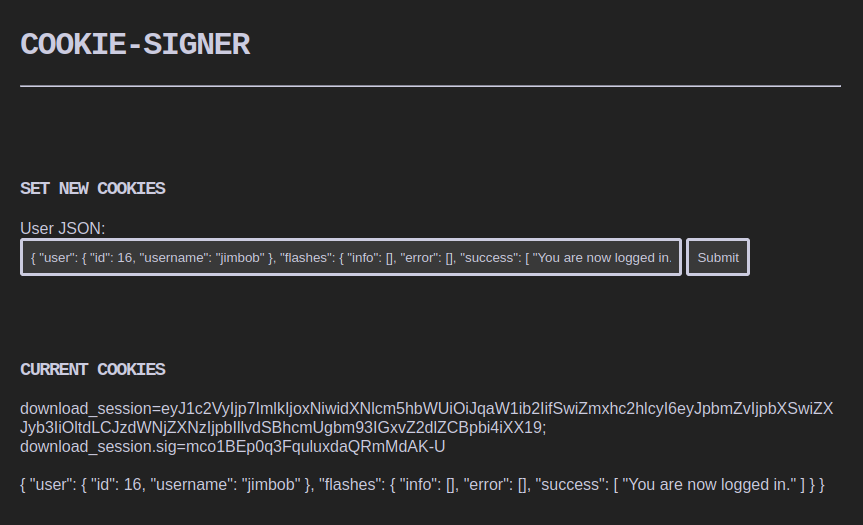 COOKIE-SIGNER
SET NEW COOKIES
User JSON:
{ "user": { "id": 16, "username": "jimbob" }, "flashes": { "info": [], "error": [], "success": [ "You are now logged in.
Submit
CURRENT COOKIES
download_session=eyJ1c2VyIjp7ImlkIjoxNiwidXNlcm5hbWUiOiJqaW1ib2IifSwiZmxhc2hlcyI6eyJpbmZvIjpbXSwiZX
Jyb3IiOltdLCJzdWNjZXNzIjpbIllvdSBhcmUgbm93IGxvZ2dlZCBpbi4iXX19;
download_session.sig=mco1BEp0q3FquluxdaQRmMdAK-U
{ "user": { "id": 16, "username": "jimbob" }, "flashes": { "info": [], "error": [], "success": [ "You are now logged in." ] } }